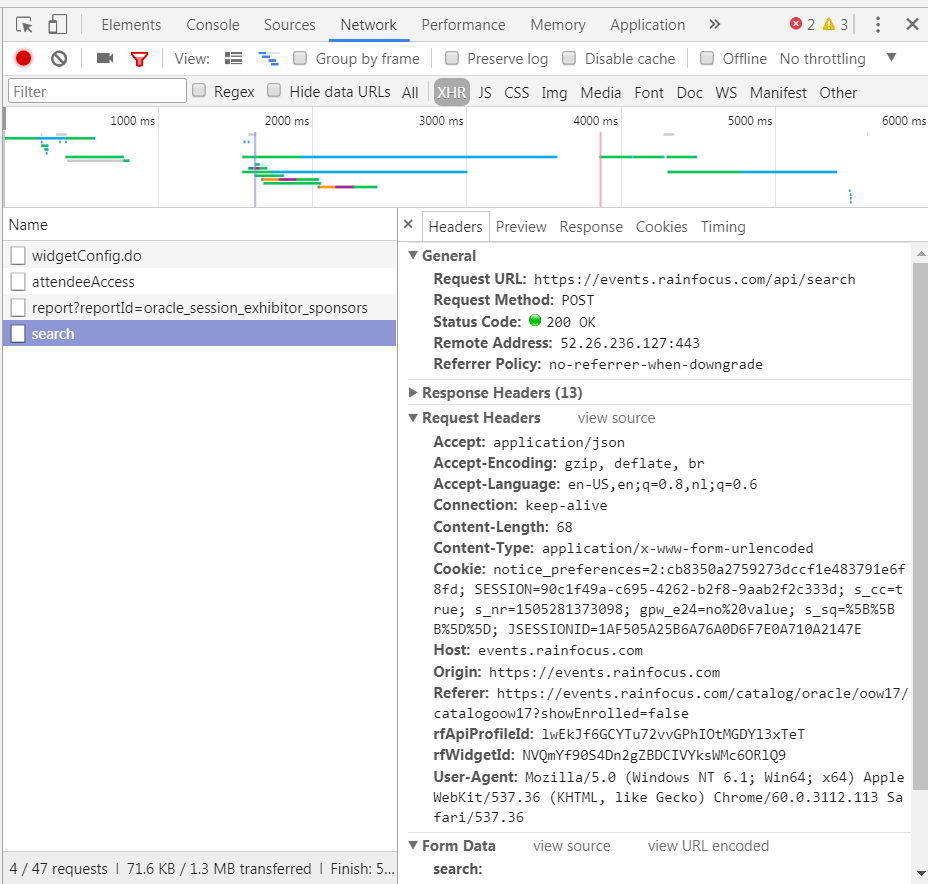 Elements Console Sources Network Performance Memory Application » 2 3
View: Group by frame Preserve log Disable cache Offline No throttling
Filter Regex Hide data URLs All XHR JS CSS Img Media Font Doc WS Manifest Other
1000 ms 2000 ms 3000 ms 4000 ms 5000 ms 6000 ms
Name
widgetConfig.do
attendeeAccess
report?reportId=oracle_session_exhibitor_sponsors
search
4 / 47 requests | 71.6 KB / 1.3 MB transferred | Finish: 5...
× Headers Preview Response Cookies Timing
General
Request URL: https://events.rainfocus.com/api/search
Request Method: POST
Status Code: 200 OK
Remote Address: 52.26.236.127:443
Referrer Policy: no-referrer-when-downgrade
Response Headers (13)
Request Headers view source
Accept: application/json
Accept-Encoding: gzip, deflate, br
Accept-Language: en-US,en;q=0.8,nl;q=0.6
Connection: keep-alive
Content-Length: 68
Content-Type: application/x-www-form-urlencoded
Cookie: notice_preferences=2:cb8350a2759273dccf1e483791e6f
8fd; SESSION=90c1f49a-c695-4262-b2f8-9aab2f2c333d; s_cc=t
rue; s_nr=1505281373098; gpw_e24=no%20value; s_sq=%5B%5B
B%5D%5D; JSESSIONID=1AF505A25B6A76A0D6F7E0A710A2147E
Host: events.rainfocus.com
Origin: https://events.rainfocus.com
Referer: https://events.rainfocus.com/catalog/oracle/oow17/
catalogoow17?showEnrolled=false
rfApiProfileId: lwEkJf6GCYTu72vvGPhIOtMGDYl3xTeT
rfWidgetId: NVQmYf90S4Dn2gZBDCIVYksWMc6ORlQ9
User-Agent: Mozilla/5.0 (Windows NT 6.1; Win64; x64) Apple
WebKit/537.36 (KHTML, like Gecko) Chrome/60.0.3112.113 Sa
fari/537.36
Form Data view source view URL encoded
search: